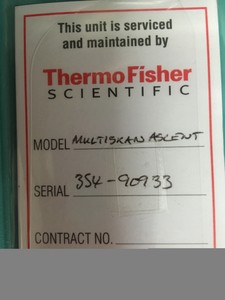 This unit is serviced
and maintained by
ThermoFisher
SCIENTIFIC
MODEL MULTISKAN ASCENT
SERIAL 354-90933
CONTRACT NO.